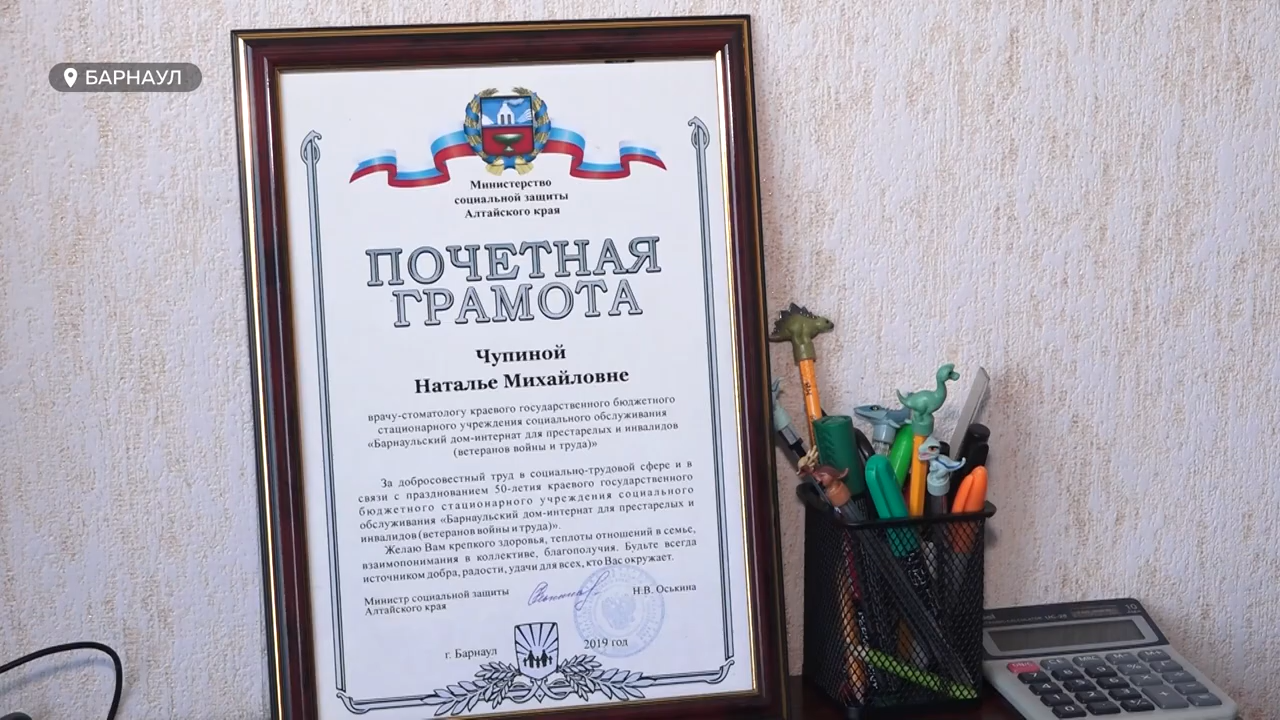 БАРНАУЛ
Министерство
социальной защиты
Алтайского края
ПОЧЕТНАЯ
ГРАМОТА
Чупиной
Наталье Михайловне
врачу-стоматологу краевого государственного бюджетного
стационарного учреждения социального обслуживания
«Барнаульский дом-интернат для престарелых и инвалидов
(ветеранов войны и труда)»
За добросовестный труд в социально-трудовой сфере и в
связи с празднованием 50-летия краевого государственного
бюджетного стационарного учреждения социального
обслуживания «Барнаульский дом-интернат для престарелых и
инвалидов (ветеранов войны и труда)».
Желаю Вам крепкого здоровья, теплоты отношений в семье,
взаимопонимания в коллективе, благополучия. Будьте всегда
источником добра, радости, удачи для всех, кто Вас окружает.
Министр социальной защиты
Алтайского края
Н.В. Оськина
г. Барнаул
2019 год